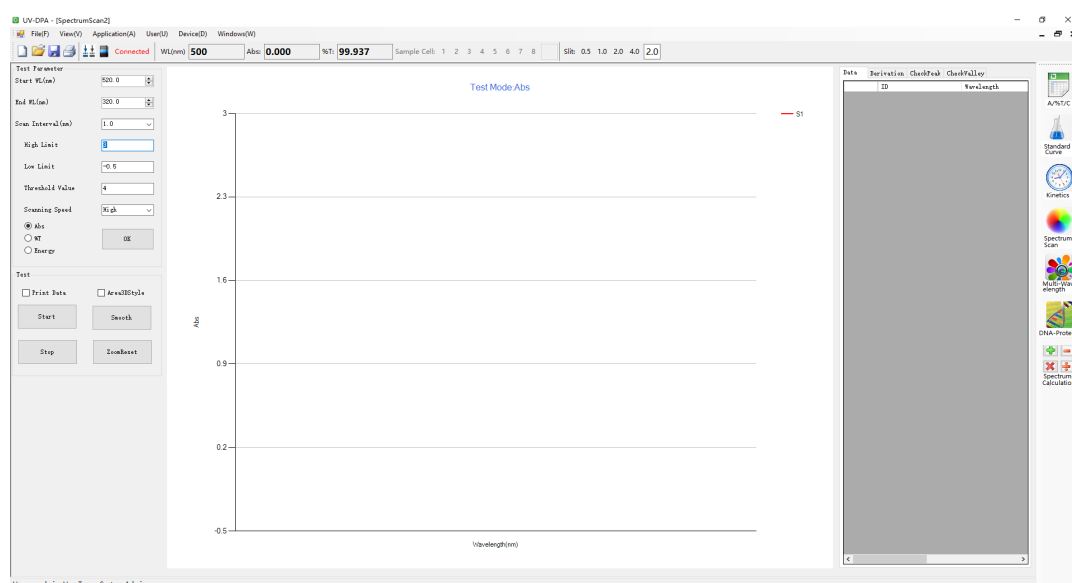 UV-DPA - [SpectrumScan2]
File(F) View(V) Application(A) User(U) Device(D) Windows(W)
Connected WL(nm) 500 Abs: 0.000 %T: 99.937 Sample Cell: 1 2 3 4 5 6 7 8 Slit: 0.5 1.0 2.0 4.0 2.0
Test Parameter
Start WL(nm) 520.0
End WL(nm) 320.0
Scan Interval(nm) 1.0
High Limit 3
Low Limit -0.5
Threshold Value 4
Scanning Speed High
Abs
%T
Energy
OK
Test
Print Data Area3DStyle
Start Smooth
Stop ZoomReset
Test Mode:Abs
S1
3
2.3
1.6
0.9
0.2
-0.5
Abs
Wavelength(nm)
Data Derivation CheckPeak CheckValley
ID Wavelength
A/%T/C
Standard
Curve
Kinetics
Spectrum
Scan
Multi-Wav
elength
DNA-Prote
Spectrum
Calculatio